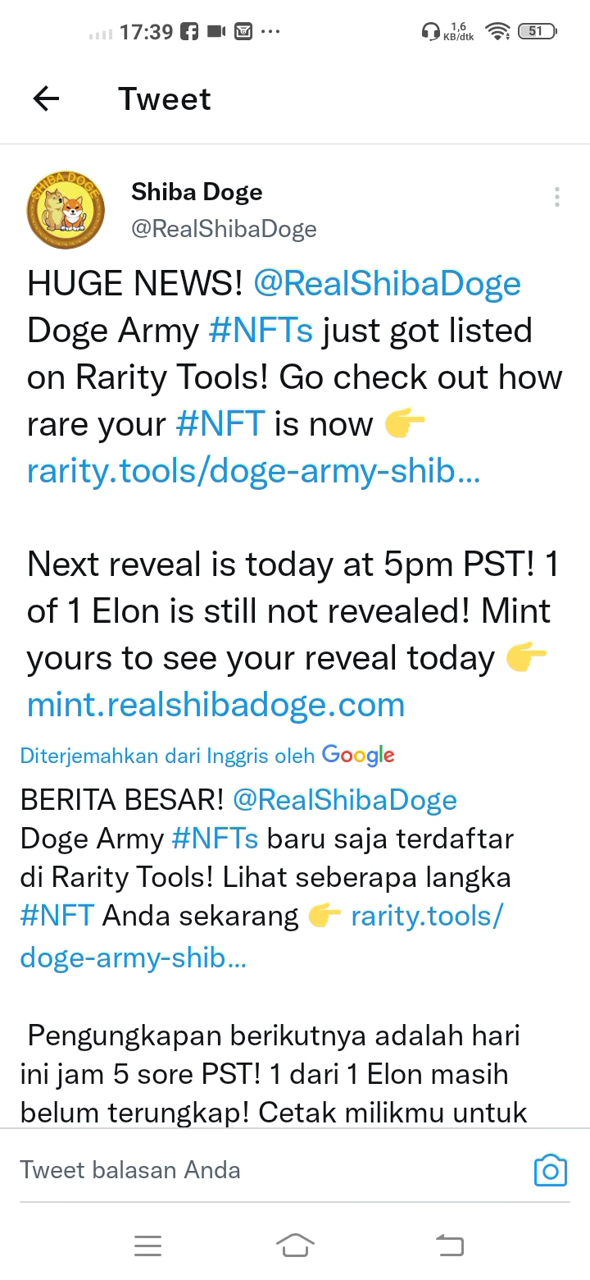 17:39
1,6
KB/dtk
51
Tweet
SHIBA DOGE
Shiba Doge
@RealShibaDoge
HUGE NEWS! @RealShibaDoge
Doge Army #NFTs just got listed
on Rarity Tools! Go check out how
rare your #NFT is now 👉
rarity.tools/doge-army-shib...
Next reveal is today at 5pm PST! 1
of 1 Elon is still not revealed! Mint
yours to see your reveal today 👉
mint.realshibadoge.com
Diterjemahkan dari Inggris oleh Google
BERITA BESAR! @RealShibaDoge
Doge Army #NFTs baru saja terdaftar
di Rarity Tools! Lihat seberapa langka
#NFT Anda sekarang 👉 rarity.tools/
doge-army-shib...
Pengungkapan berikutnya adalah hari
ini jam 5 sore PST! 1 dari 1 Elon masih
belum terungkap! Cetak milikmu untuk
Tweet balasan Anda